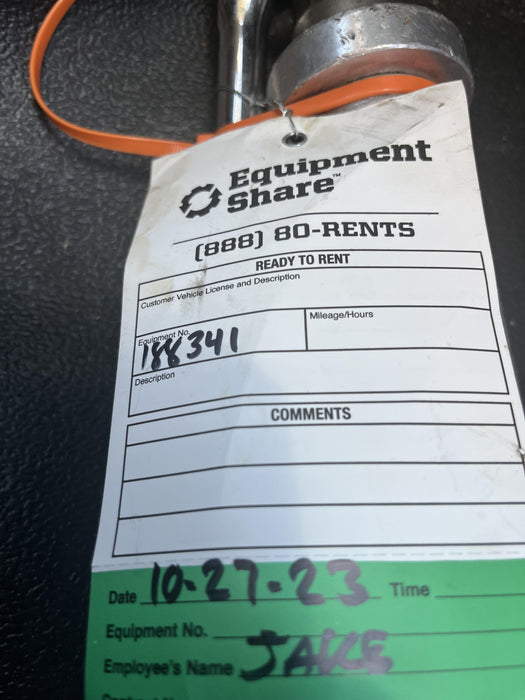 Equipment
Share™
(888) 80-RENTS
READY TO RENT
Customer Vehicle License and Description
Equipment No. Mileage/Hours
188341
Description
COMMENTS
Date 10-27-23 Time
Equipment No.
Employee's Name JAKE